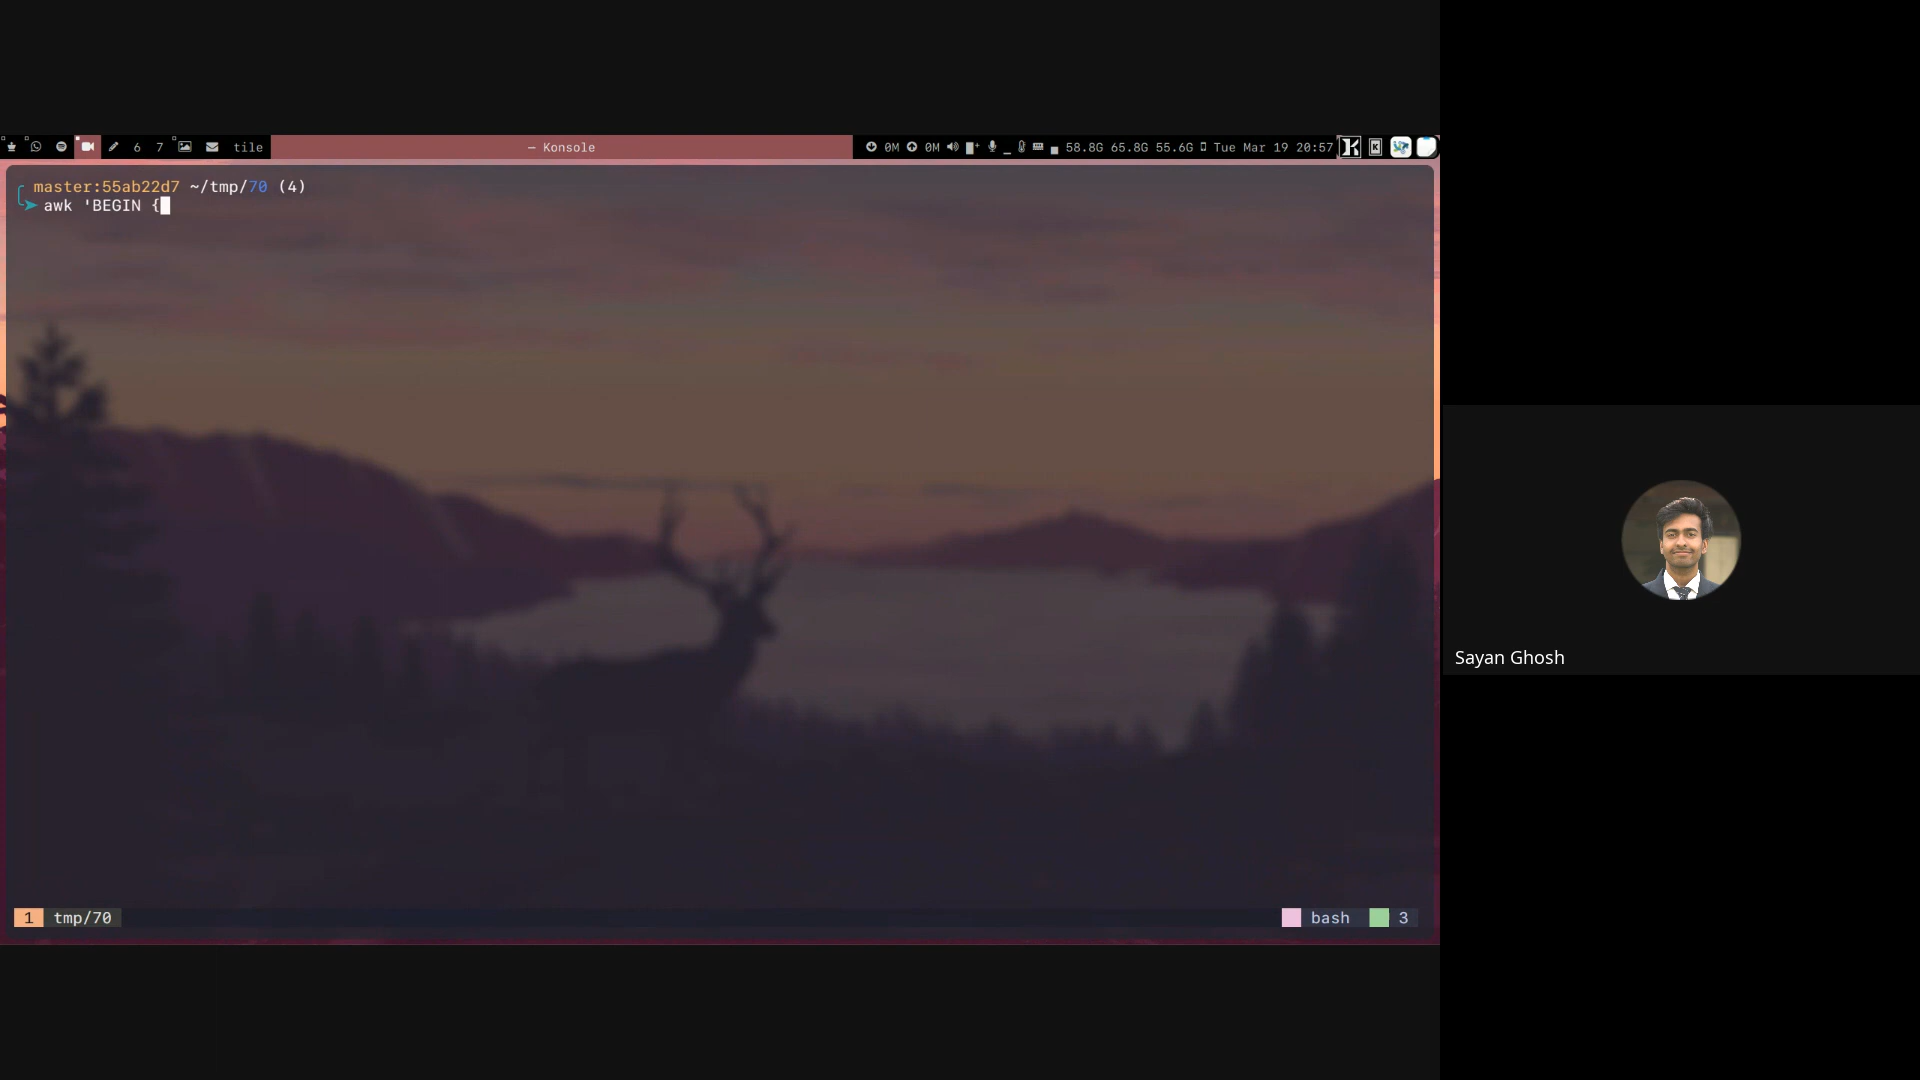 6 7 tile
— Konsole
0M 0M 58.8G 65.8G 55.6G Tue Mar 19 20:57
master:55ab22d7 ~/tmp/70 (4)
awk 'BEGIN {
1 tmp/70
bash 3
Sayan Ghosh